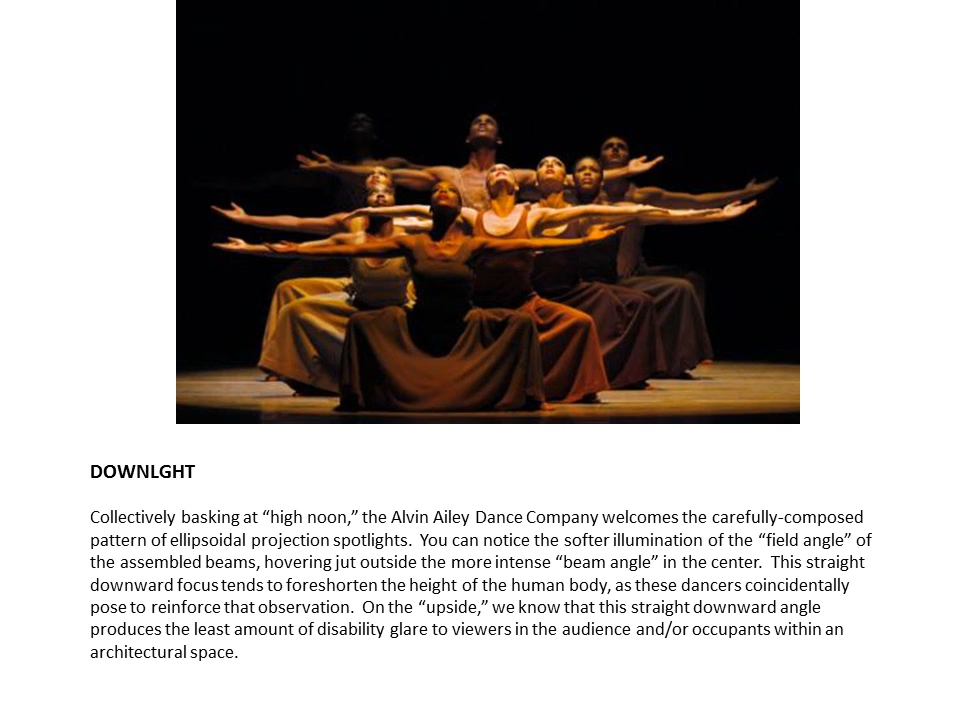 DOWNLGHT
Collectively basking at “high noon,” the Alvin Ailey Dance Company welcomes the carefully-composed
pattern of ellipsoidal projection spotlights.  You can notice the softer illumination of the “field angle” of
the assembled beams, hovering jut outside the more intense “beam angle” in the center.  This straight
downward focus tends to foreshorten the height of the human body, as these dancers coincidentally
pose to reinforce that observation.  On the “upside,” we know that this straight downward angle
produces the least amount of disability glare to viewers in the audience and/or occupants within an
architectural space.